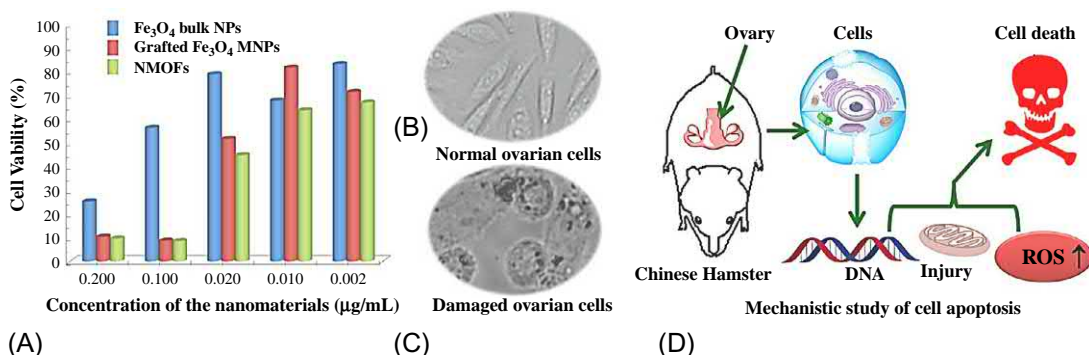 100
90
80
70
60
50
40
30
20
10
0
Cell Viability (%)
Fe₃O₄ bulk NPs
Grafted Fe₃O₄ MNPs
NMOFs
0.200 0.100 0.020 0.010 0.002
Concentration of the nanomaterials (μg/mL)
(A)
(B)
Normal ovarian cells
Damaged ovarian cells
(C)
Ovary
Cells
Cell death
Chinese Hamster
DNA
Injury
ROS ↑
Mechanistic study of cell apoptosis
(D)